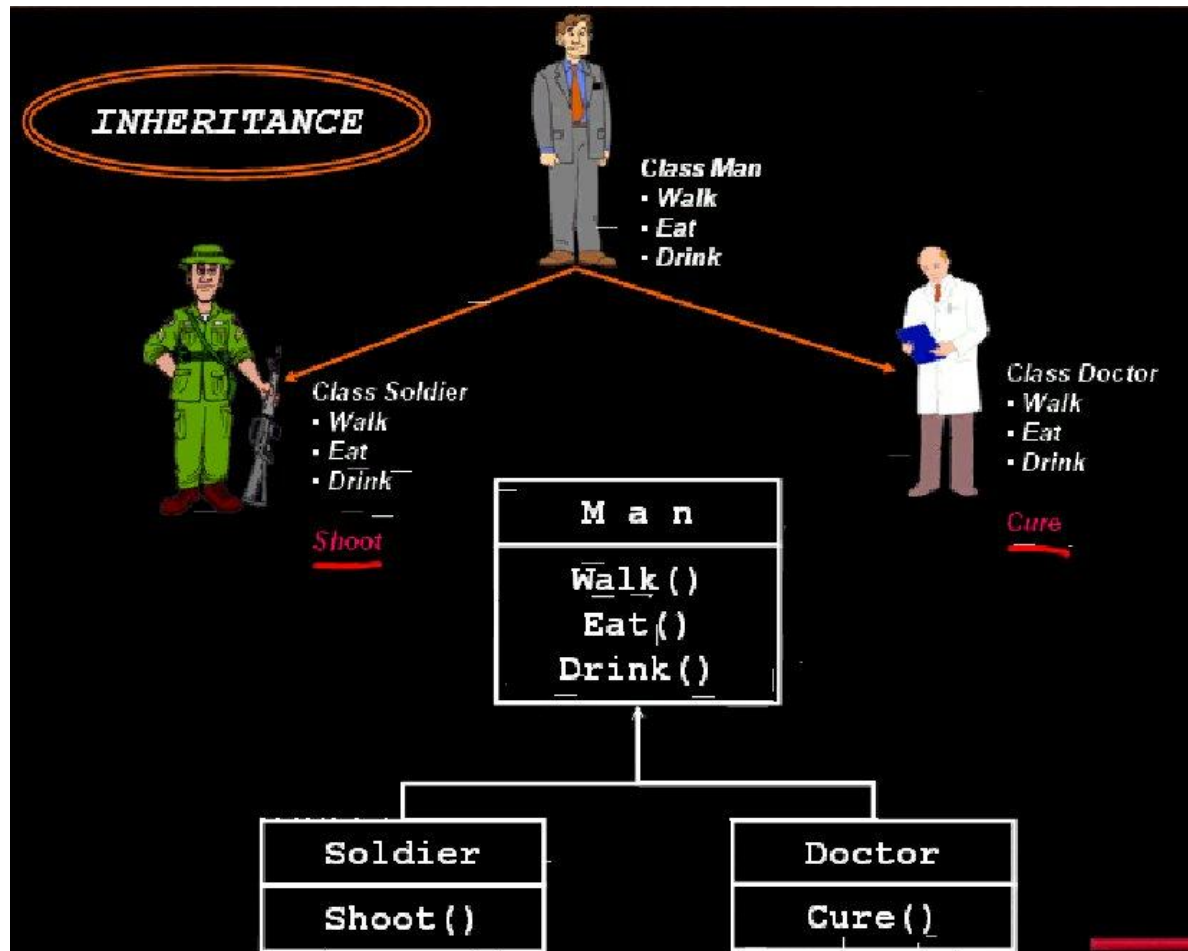 INHERITANCE
Class Man
▪ Walk
▪ Eat
▪ Drink
Class Soldier
▪ Walk
▪ Eat
▪ Drink
Shoot
Class Doctor
▪ Walk
▪ Eat
▪ Drink
Cure
M a n
Walk()
Eat()
Drink()
Soldier
Shoot()
Doctor
Cure()